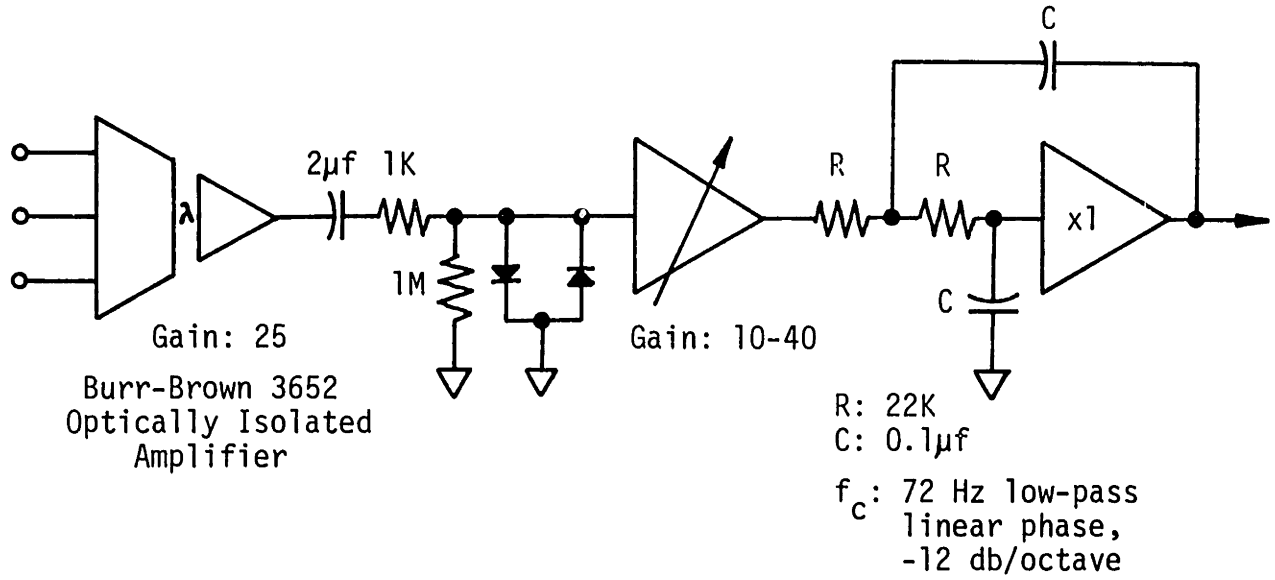 C
2µf 1K
R R
λ
x1
1M
C
Gain: 25
Gain: 10-40
Burr-Brown 3652
Optically Isolated
Amplifier
R: 22K
C: 0.1µf
fc: 72 Hz low-pass
linear phase,
-12 db/octave